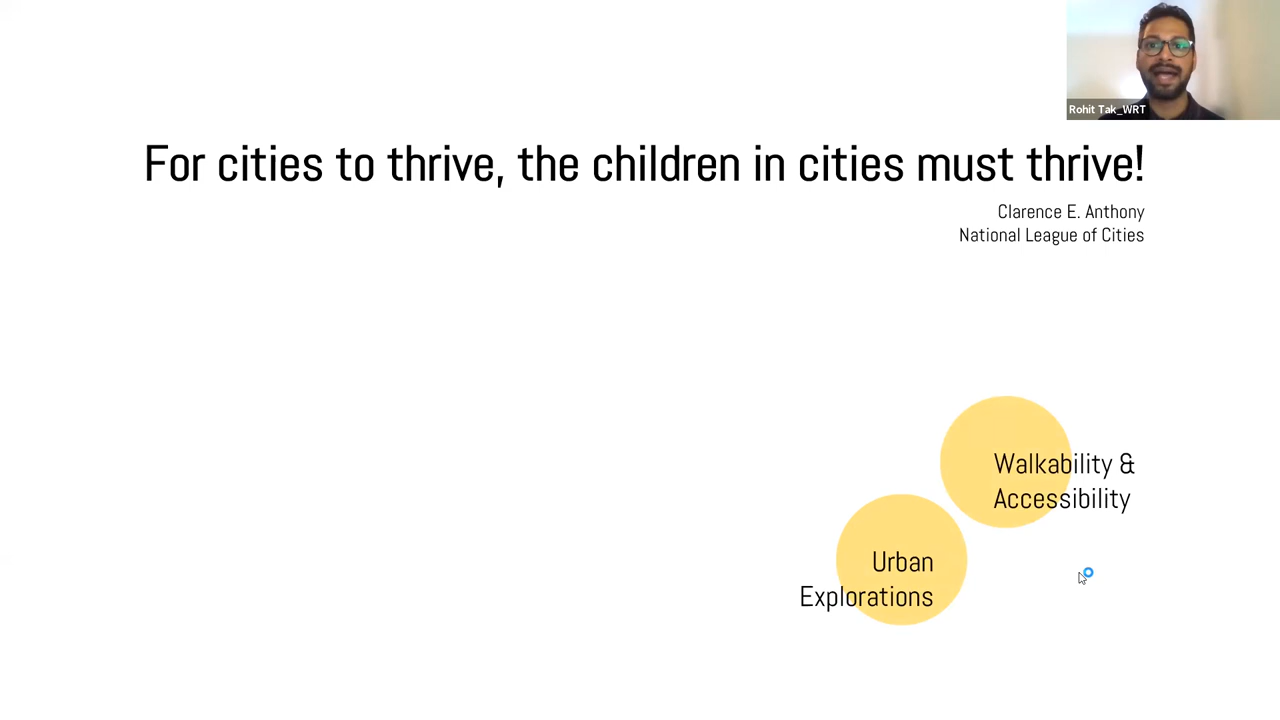 Rohit Tak_WRT
For cities to thrive, the children in cities must thrive!
Clarence E. Anthony
National League of Cities
Walkability &
Accessibility
Urban
Explorations